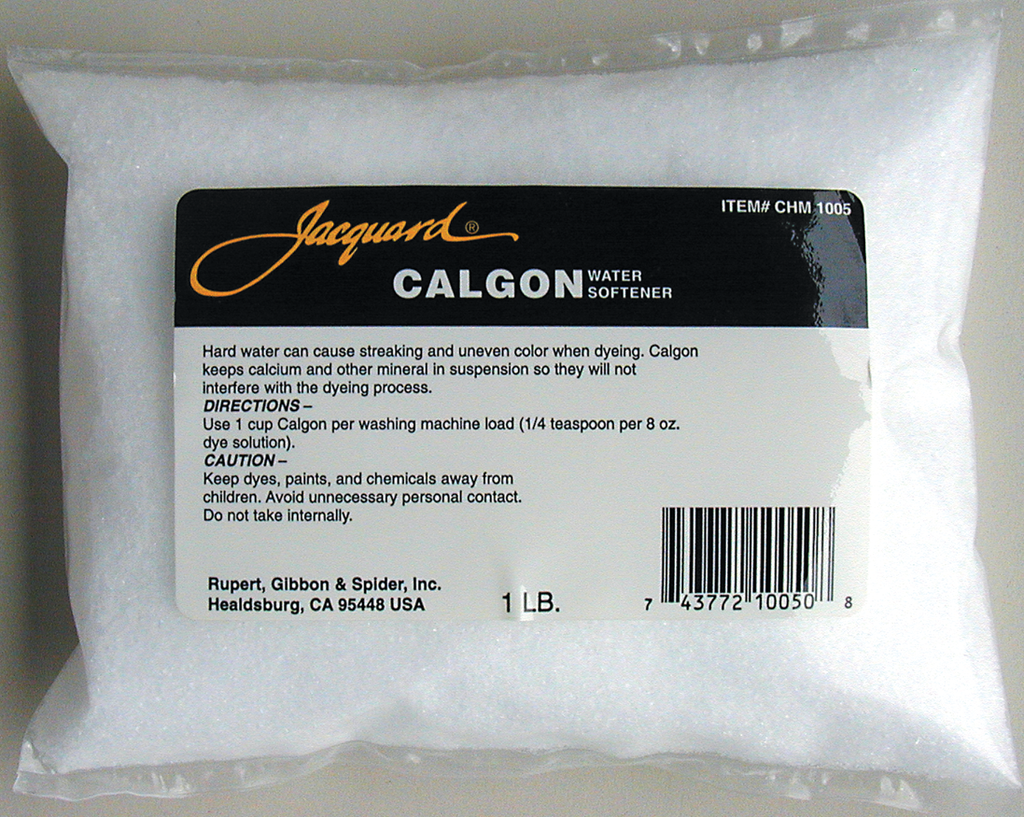 Jacquard®
ITEM# CHM 1005
CALGON WATER SOFTENER
Hard water can cause streaking and uneven color when dyeing. Calgon
keeps calcium and other mineral in suspension so they will not
interfere with the dyeing process.
DIRECTIONS –
Use 1 cup Calgon per washing machine load (1/4 teaspoon per 8 oz.
dye solution).
CAUTION –
Keep dyes, paints, and chemicals away from
children. Avoid unnecessary personal contact.
Do not take internally.
Rupert, Gibbon & Spider, Inc.
Healdsburg, CA 95448 USA
1 LB.
7 43772 10050 8